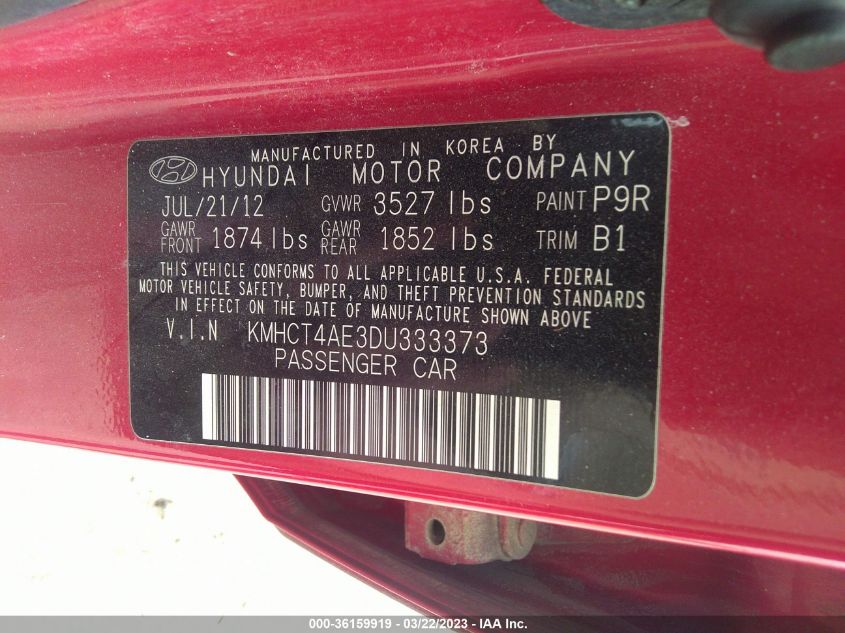 MANUFACTURED IN KOREA BY
HYUNDAI MOTOR COMPANY
JUL/21/12 GVWR 3527 lbs PAINT P9R
GAWR FRONT 1874 lbs GAWR REAR 1852 lbs TRIM B1
THIS VEHICLE CONFORMS TO ALL APPLICABLE U.S.A. FEDERAL
MOTOR VEHICLE SAFETY, BUMPER, AND THEFT PREVENTION STANDARDS
IN EFFECT ON THE DATE OF MANUFACTURE SHOWN ABOVE
V.I.N KMHCT4AE3DU333373
PASSENGER CAR
000-36159919 - 03/22/2023 - IAA Inc.